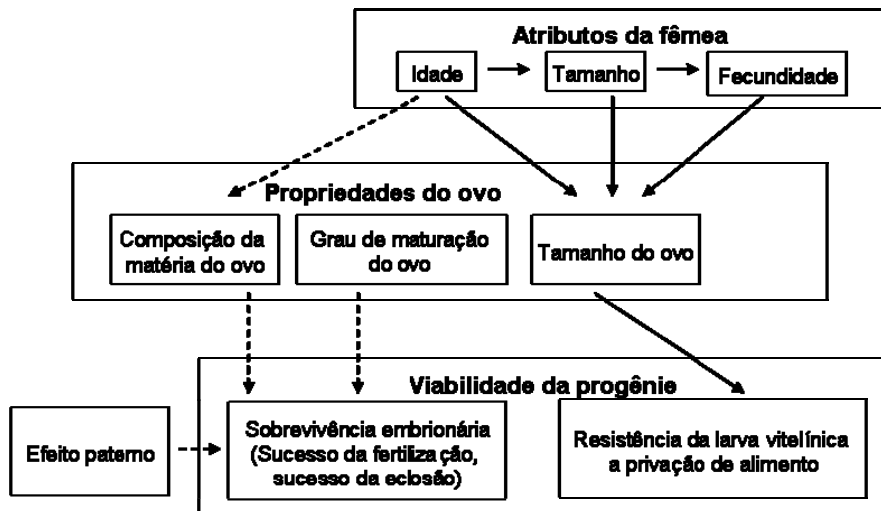 Atributos da fêmea
Idade
Tamanho
Fecundidade
Propriedades do ovo
Composição da
matéria do ovo
Grau de maturação
do ovo
Tamanho do ovo
Viabilidade da progênie
Efeito paterno
Sobrevivência embrionária
(Sucesso da fertilização,
sucesso da eclosão)
Resistência da larva vitelínica
a privação de alimento